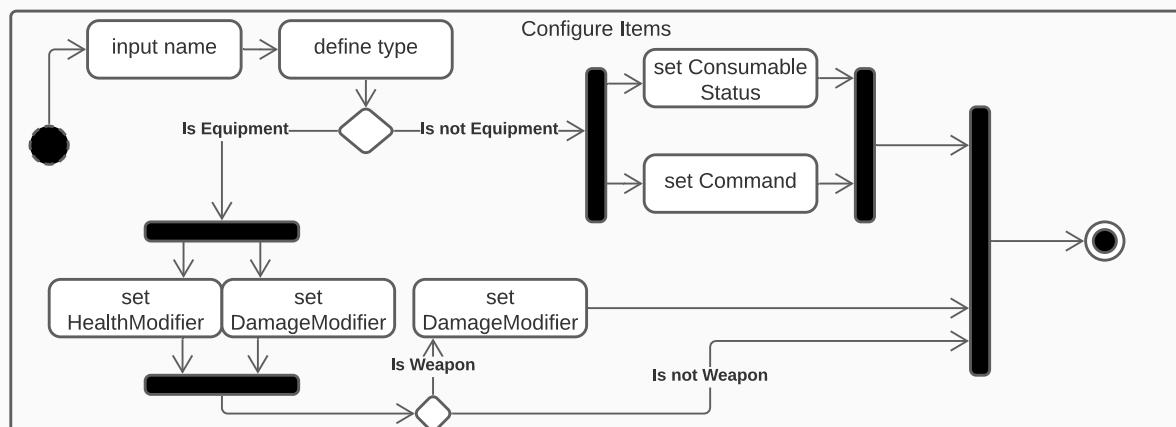 Configure Items
input name
define type
set Consumable
Status
Is Equipment
Is not Equipment
set Command
set
HealthModifier
set
DamageModifier
set
DamageModifier
Is Weapon
Is not Weapon